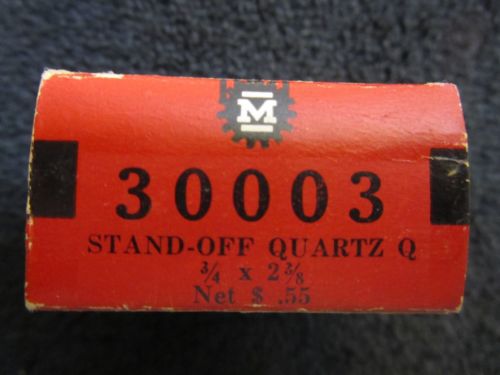 M
30003
STAND-OFF QUARTZ Q
¾ x 2⅜
Net $ .55